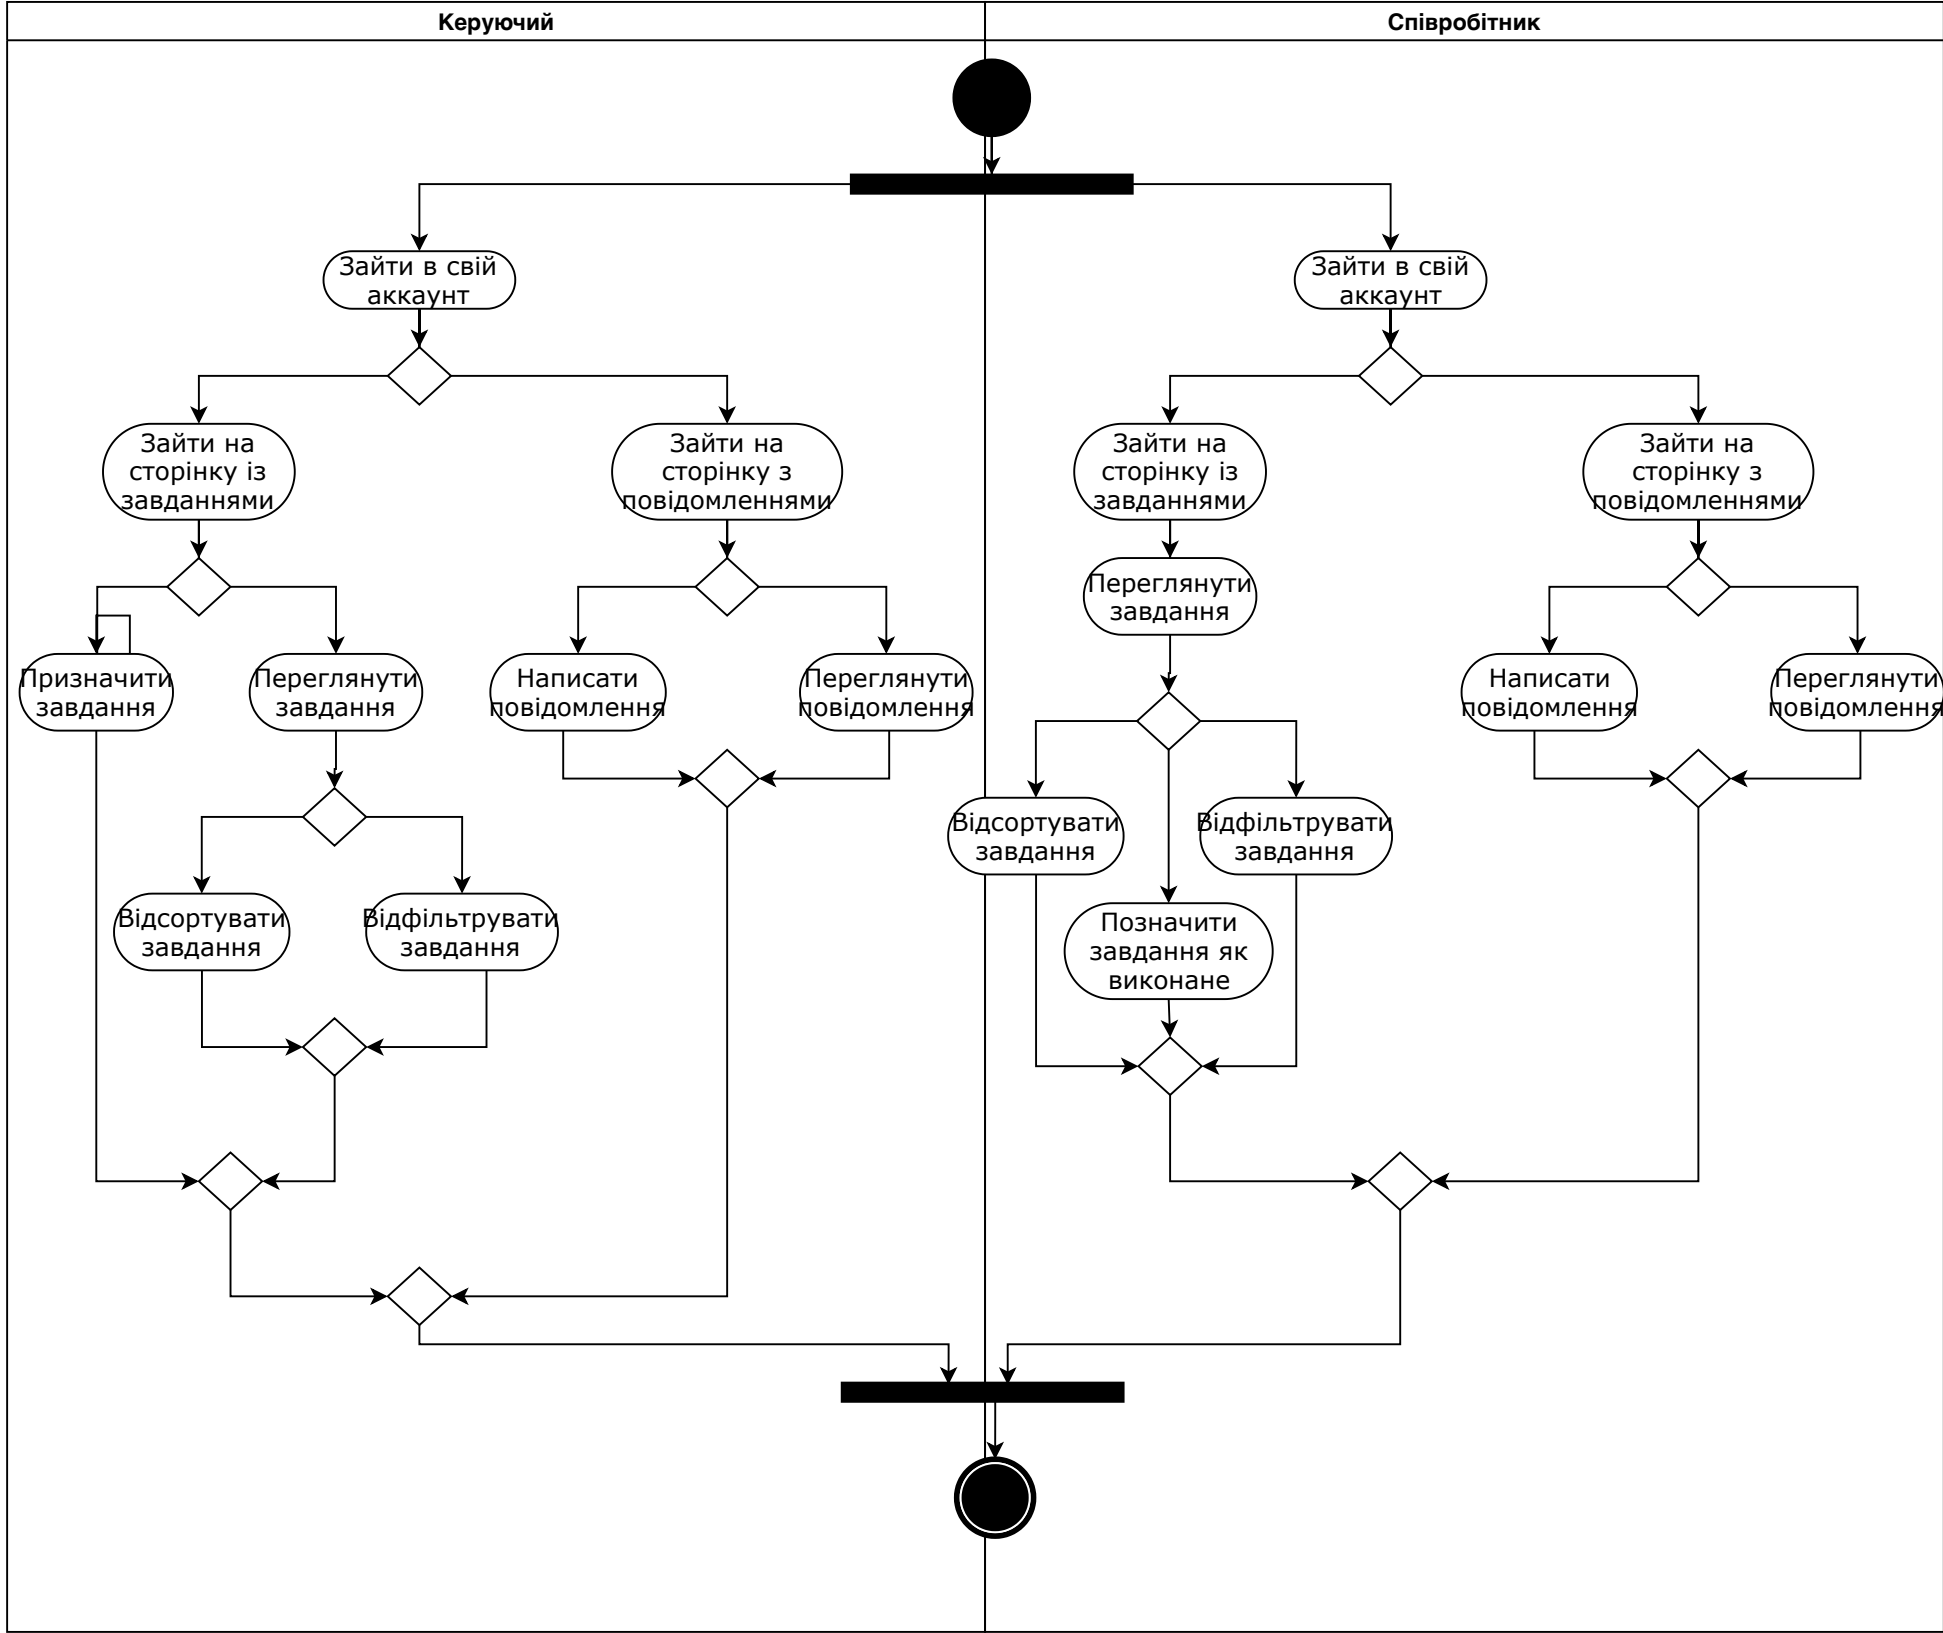 Керуючий
Співробітник
Зайти в свій
аккаунт
Зайти в свій
аккаунт
Зайти на
сторінку із
завданнями
Зайти на
сторінку з
повідомленнями
Зайти на
сторінку із
завданнями
Зайти на
сторінку з
повідомленнями
Переглянути
завдання
Призначити
завдання
Переглянути
завдання
Написати
повідомлення
Переглянути
повідомлення
Написати
повідомлення
Переглянути
повідомлення
Відсортувати
завдання
Відфільтрувати
завдання
Відсортувати
завдання
Відфільтрувати
завдання
Позначити
завдання як
виконане